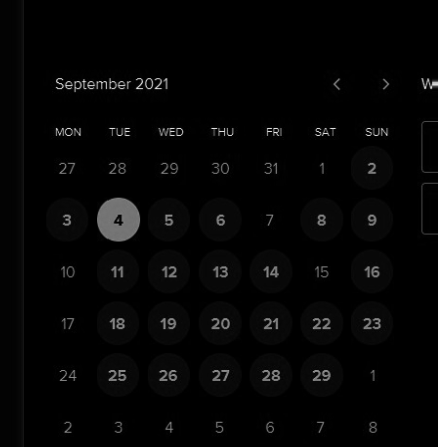 September 2021 < > W
MON TUE WED THU FRI SAT SUN
27 28 29 30 31 1 2
3 4 5 6 7 8 9
10 11 12 13 14 15 16
17 18 19 20 21 22 23
24 25 26 27 28 29 1
2 3 4 5 6 7 8